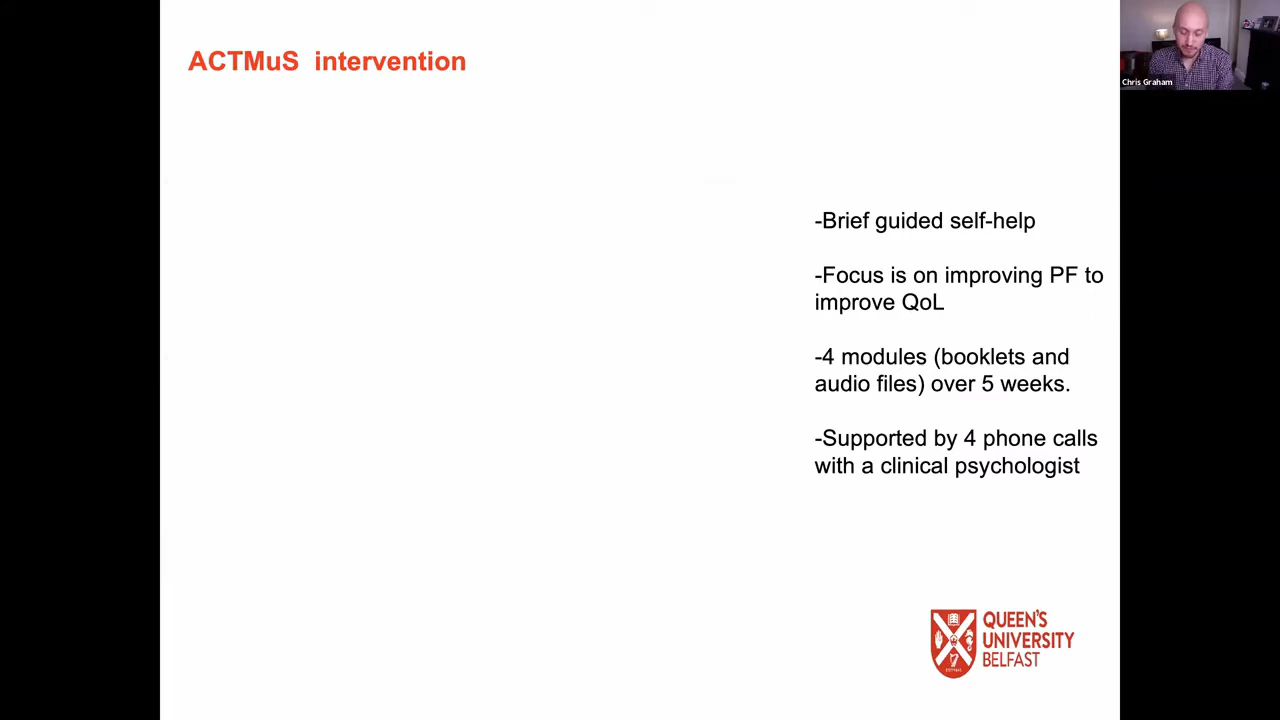 ACTMuS intervention
Chris Graham
-Brief guided self-help
-Focus is on improving PF to
improve QoL
-4 modules (booklets and
audio files) over 5 weeks.
-Supported by 4 phone calls
with a clinical psychologist
QUEEN'S
UNIVERSITY
BELFAST